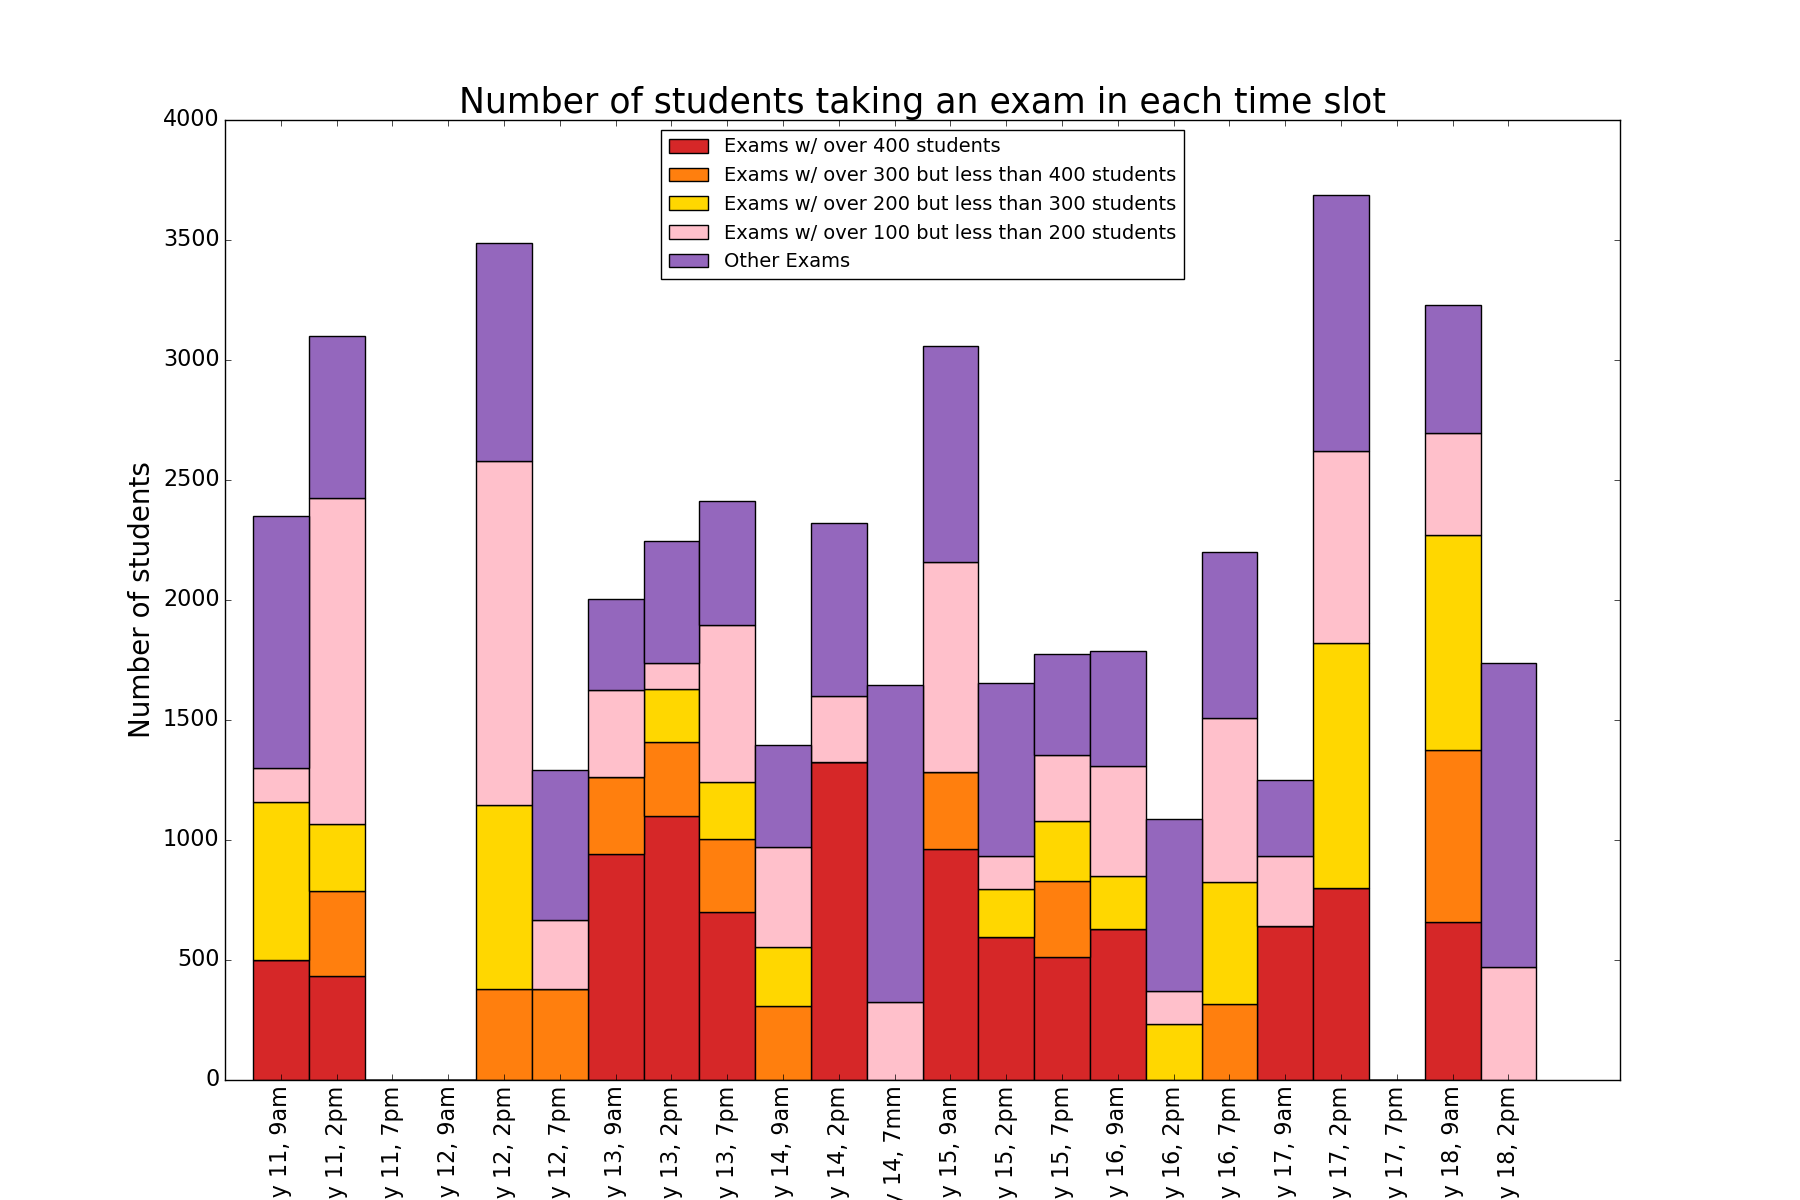 Number of students taking an exam in each time slot
Exams w/ over 400 students
Exams w/ over 300 but less than 400 students
Exams w/ over 200 but less than 300 students
Exams w/ over 100 but less than 200 students
Other Exams
Number of students
4000
3500
3000
2500
2000
1500
1000
500
0
y 11, 9am
y 11, 2pm
y 11, 7pm
y 12, 9am
y 12, 2pm
y 12, 7pm
y 13, 9am
y 13, 2pm
y 13, 7pm
y 14, 9am
y 14, 2pm
y 14, 7mm
y 15, 9am
y 15, 2pm
y 15, 7pm
y 16, 9am
y 16, 2pm
y 16, 7pm
y 17, 9am
y 17, 2pm
y 17, 7pm
y 18, 9am
y 18, 2pm